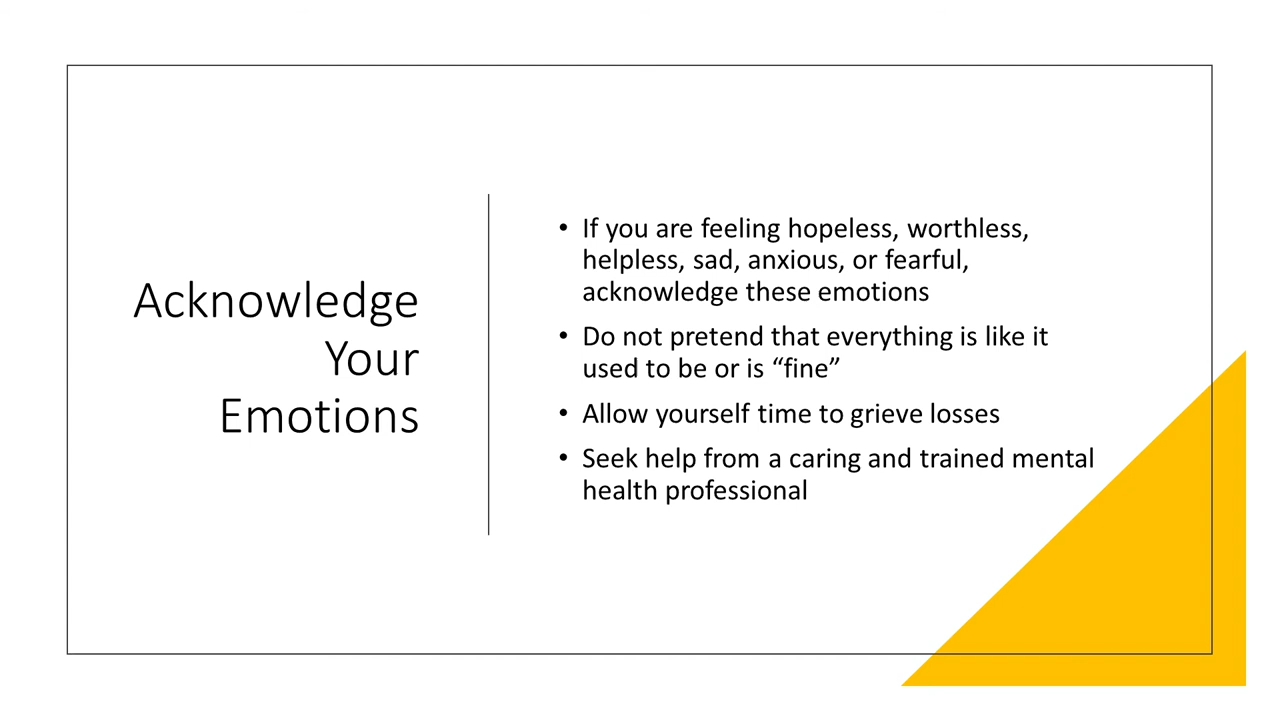 Acknowledge
Your
Emotions
• If you are feeling hopeless, worthless,
helpless, sad, anxious, or fearful,
acknowledge these emotions
• Do not pretend that everything is like it
used to be or is “fine”
• Allow yourself time to grieve losses
• Seek help from a caring and trained mental
health professional